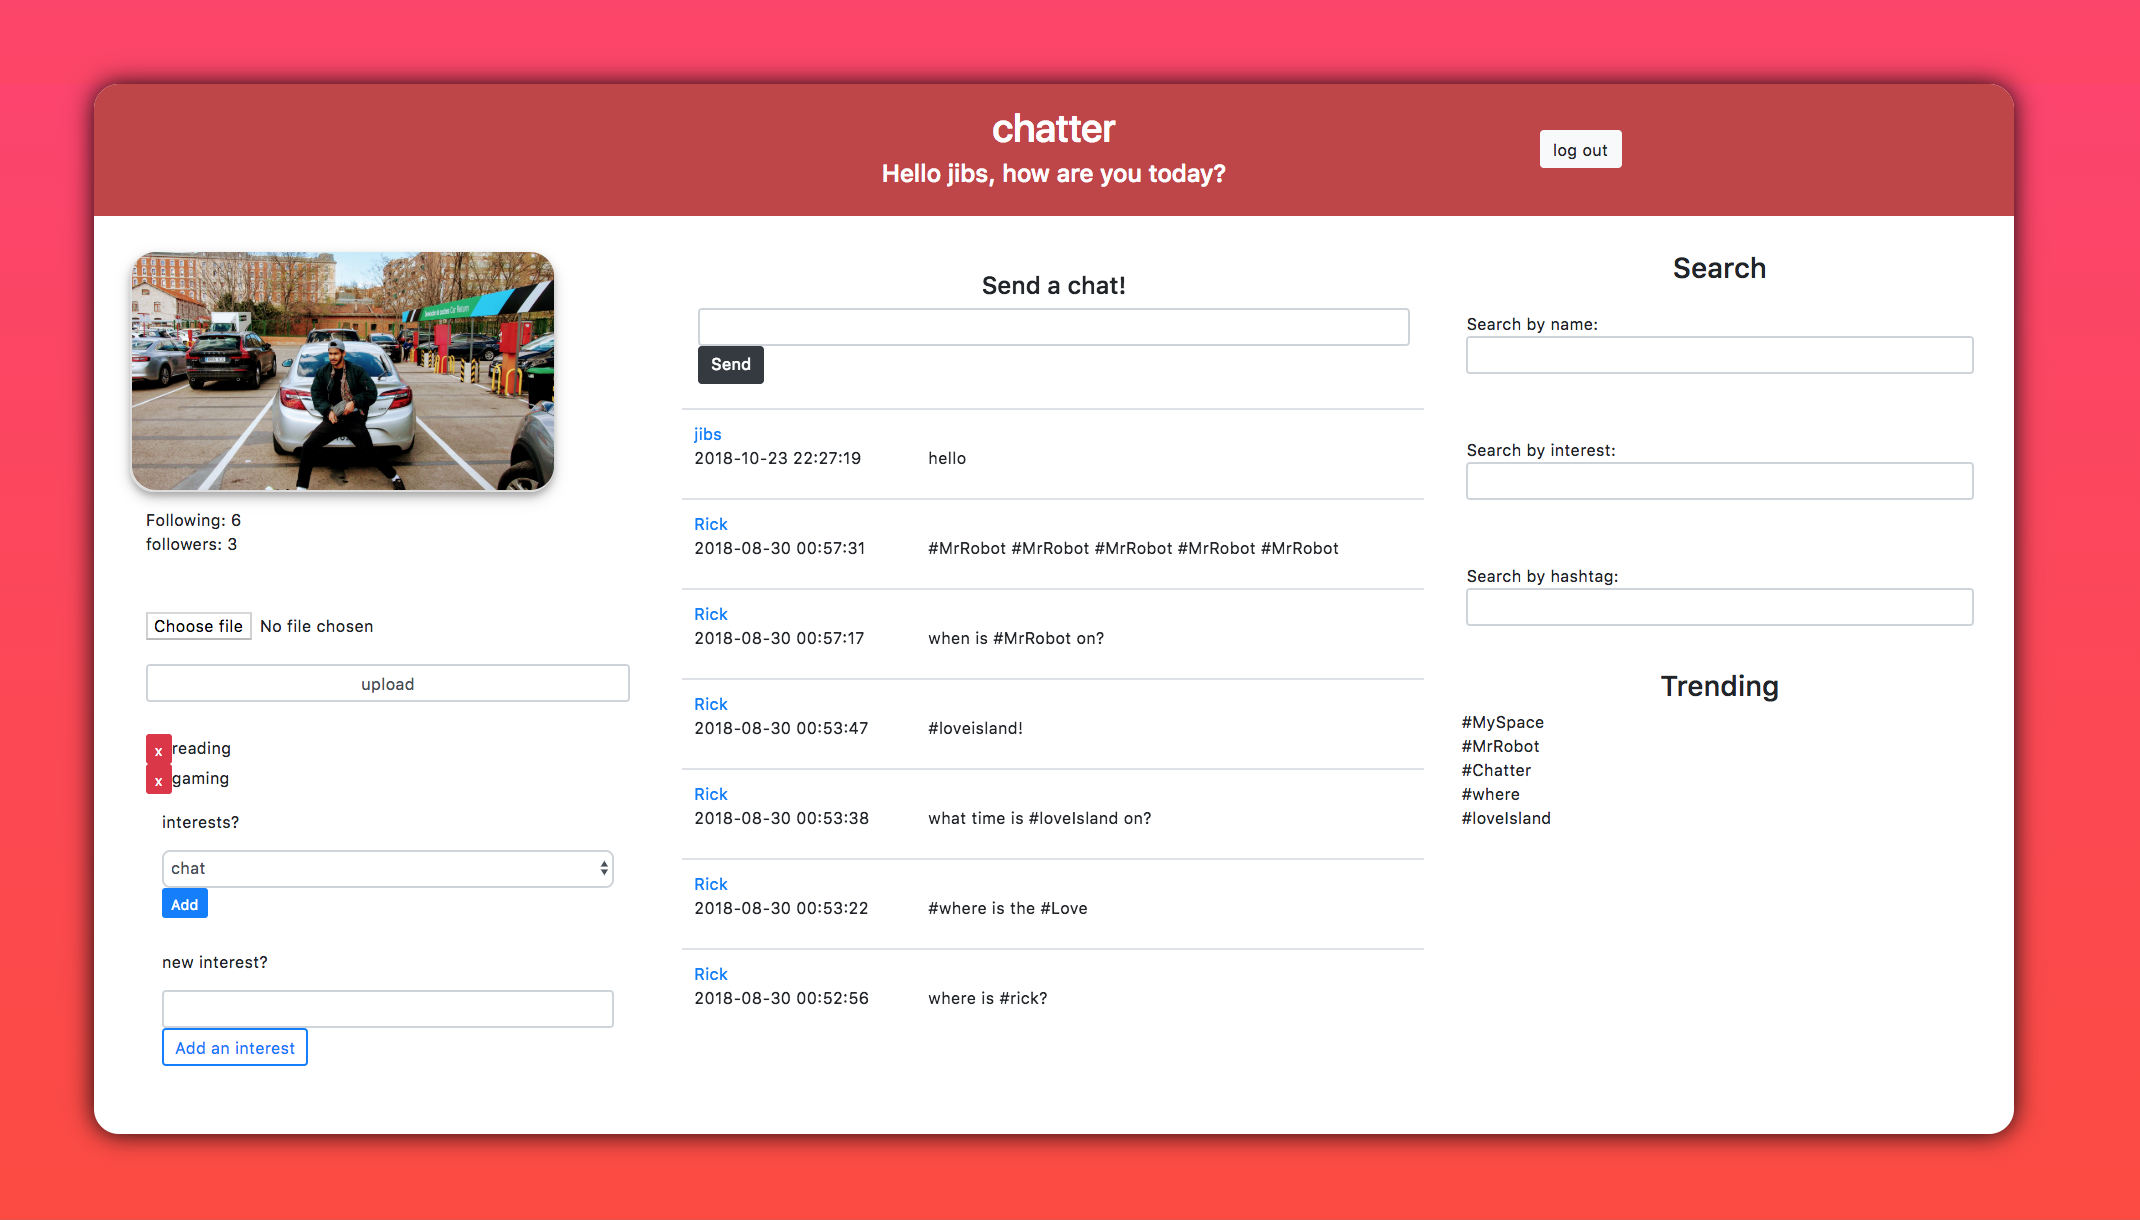 chatter
Hello jibs, how are you today?
log out
Car Return
Following: 6
followers: 3
Choose file No file chosen
upload
x reading
x gaming
interests?
chat
Add
new interest?
Add an interest
Send a chat!
Send
jibs
2018-10-23 22:27:19 hello
Rick
2018-08-30 00:57:31 #MrRobot #MrRobot #MrRobot #MrRobot #MrRobot
Rick
2018-08-30 00:57:17 when is #MrRobot on?
Rick
2018-08-30 00:53:47 #loveisland!
Rick
2018-08-30 00:53:38 what time is #loveIsland on?
Rick
2018-08-30 00:53:22 #where is the #Love
Rick
2018-08-30 00:52:56 where is #rick?
Search
Search by name:
Search by interest:
Search by hashtag:
Trending
#MySpace
#MrRobot
#Chatter
#where
#loveIsland